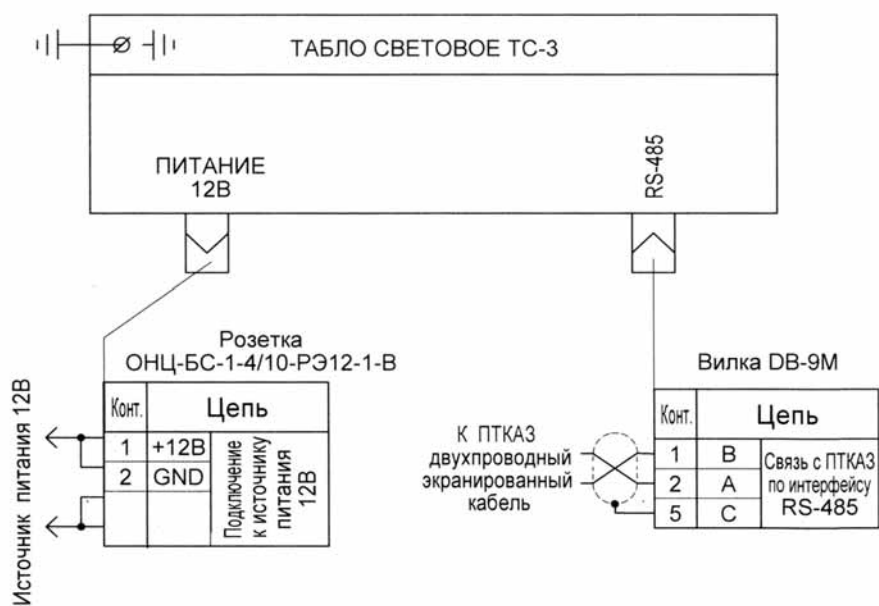 ТАБЛО СВЕТОВОЕ ТС-3
ПИТАНИЕ
12В
RS-485
Розетка
ОНЦ-БС-1-4/10-РЭ12-1-В
Конт. Цепь
1 +12В
2 GND
Подключение
к источнику
питания
12В
Источник питания 12В
Вилка DB-9М
Конт. Цепь
1 В
2 А
5 С
Связь с ПТКАЗ
по интерфейсу
RS-485
К ПТКАЗ
двухпроводный
экранированный
кабель